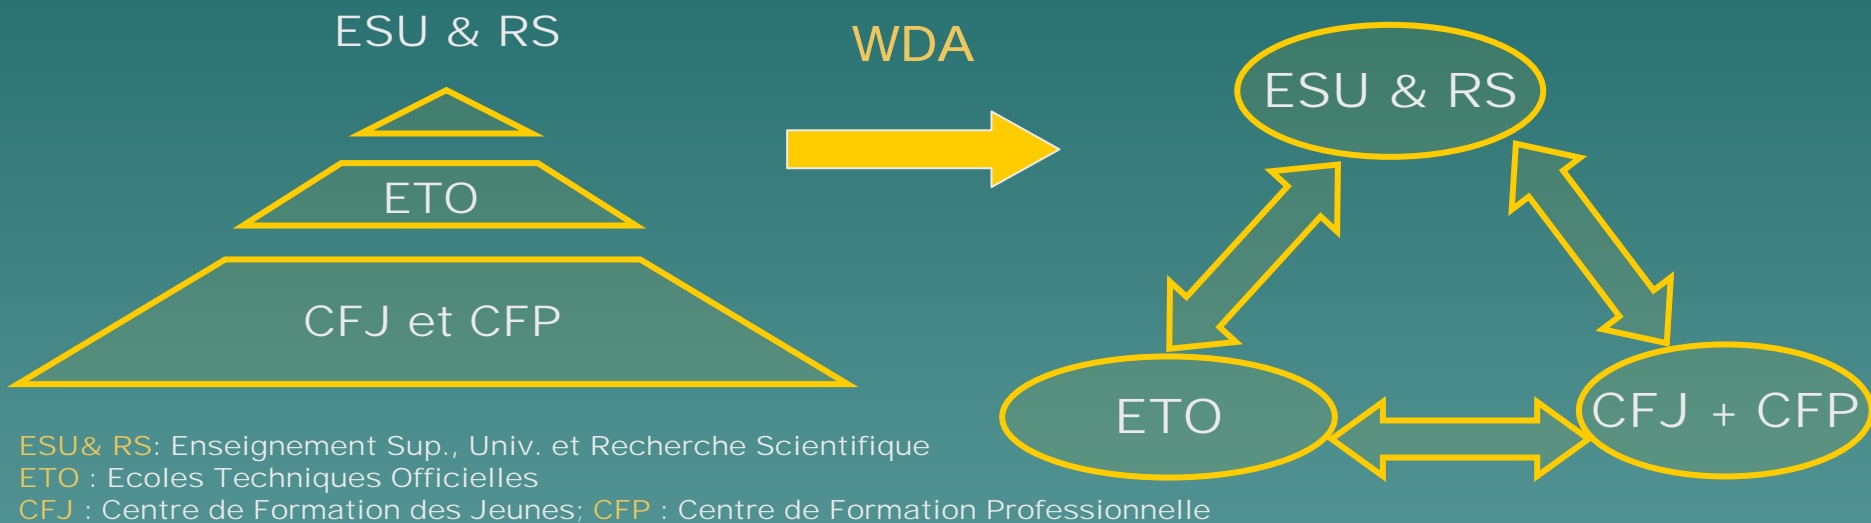 ESU & RS
ETO
CFJ et CFP
WDA
ESU & RS
ETO
CFJ + CFP
ESU& RS: Enseignement Sup., Univ. et Recherche Scientifique
ETO : Ecoles Techniques Officielles
CFJ : Centre de Formation des Jeunes; CFP : Centre de Formation Professionnelle